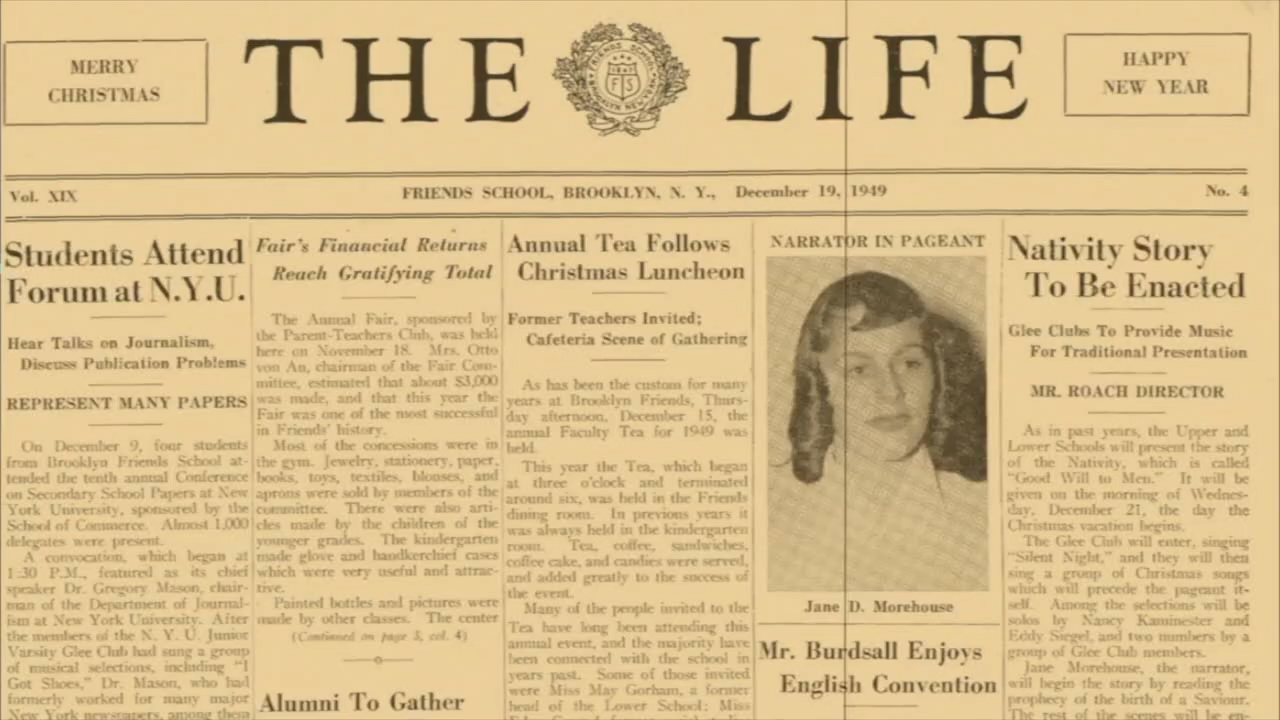 MERRY
CHRISTMAS
THE LIFE
FRIENDS SCHOOL
1867
F S
BROOKLYN NEW YORK
HAPPY
NEW YEAR
Vol. XIX
FRIENDS SCHOOL, BROOKLYN, N. Y., December 19, 1949
No. 4
Students Attend
Forum at N.Y.U.
Hear Talks on Journalism,
Discuss Publication Problems
REPRESENT MANY PAPERS
On December 9, four students
from Brooklyn Friends School at-
tended the tenth annual Conference
on Secondary School Papers at New
York University, sponsored by the
School of Commerce. Almost 1,000
delegates were present.
A convocation, which began at
1:30 P.M., featured as its chief
speaker Dr. Gregory Mason, chair-
man of the Department of Journal-
ism at New York University. After
the members of the N. Y. U. Junior
Varsity Glee Club had sung a group
of musical selections, including "I
Got Shoes," Dr. Mason, who had
formerly worked for many major
New York newspapers, among them
Fair's Financial Returns
Reach Gratifying Total
The Annual Fair, sponsored by
the Parent-Teachers Club, was held
here on November 18. Mrs. Otto
von An, chairman of the Fair Com-
mittee, estimated that about $3,000
was made, and that this year the
Fair was one of the most successful
in Friends' history.
Most of the concessions were in
the gym. Jewelry, stationery, paper,
books, toys, textiles, blouses, and
aprons were sold by members of the
committee. There were also arti-
cles made by the children of the
younger grades. The kindergarten
made glove and handkerchief cases
which were very useful and attrac-
tive.
Painted bottles and pictures were
made by other classes. The center
(Continued on page 5, col. 4)
Alumni To Gather
Annual Tea Follows
Christmas Luncheon
Former Teachers Invited;
Cafeteria Scene of Gathering
As has been the custom for many
years at Brooklyn Friends, Thurs-
day afternoon, December 15, the
annual Faculty Tea for 1949 was
held.
This year the Tea, which began
at three o'clock and terminated
around six, was held in the Friends
dining room. In previous years it
was always held in the kindergarten
room. Tea, coffee, sandwiches,
coffee cake, and candies were served,
and added greatly to the success of
the event.
Many of the people invited to the
Tea have long been attending this
annual event, and the majority have
been connected with the school in
years past. Some of those invited
were Miss May Gorham, a former
head of the Lower School; Miss
NARRATOR IN PAGEANT
Jane D. Morehouse
Mr. Burdsall Enjoys
English Convention
Nativity Story
To Be Enacted
Glee Clubs To Provide Music
For Traditional Presentation
MR. ROACH DIRECTOR
As in past years, the Upper and
Lower Schools will present the story
of the Nativity, which is called
"Good Will to Men." It will be
given on the morning of Wednes-
day, December 21, the day the
Christmas vacation begins.
The Glee Club will enter, singing
"Silent Night," and they will then
sing a group of Christmas songs
which will precede the pageant it-
self. Among the selections will be
solos by Nancy Kaminester and
Eddy Siegel, and two numbers by a
group of Glee Club members.
Jane Morehouse, the narrator,
will begin the story by reading the
prophecy of the birth of a Saviour.
The rest of the scenes will be en-